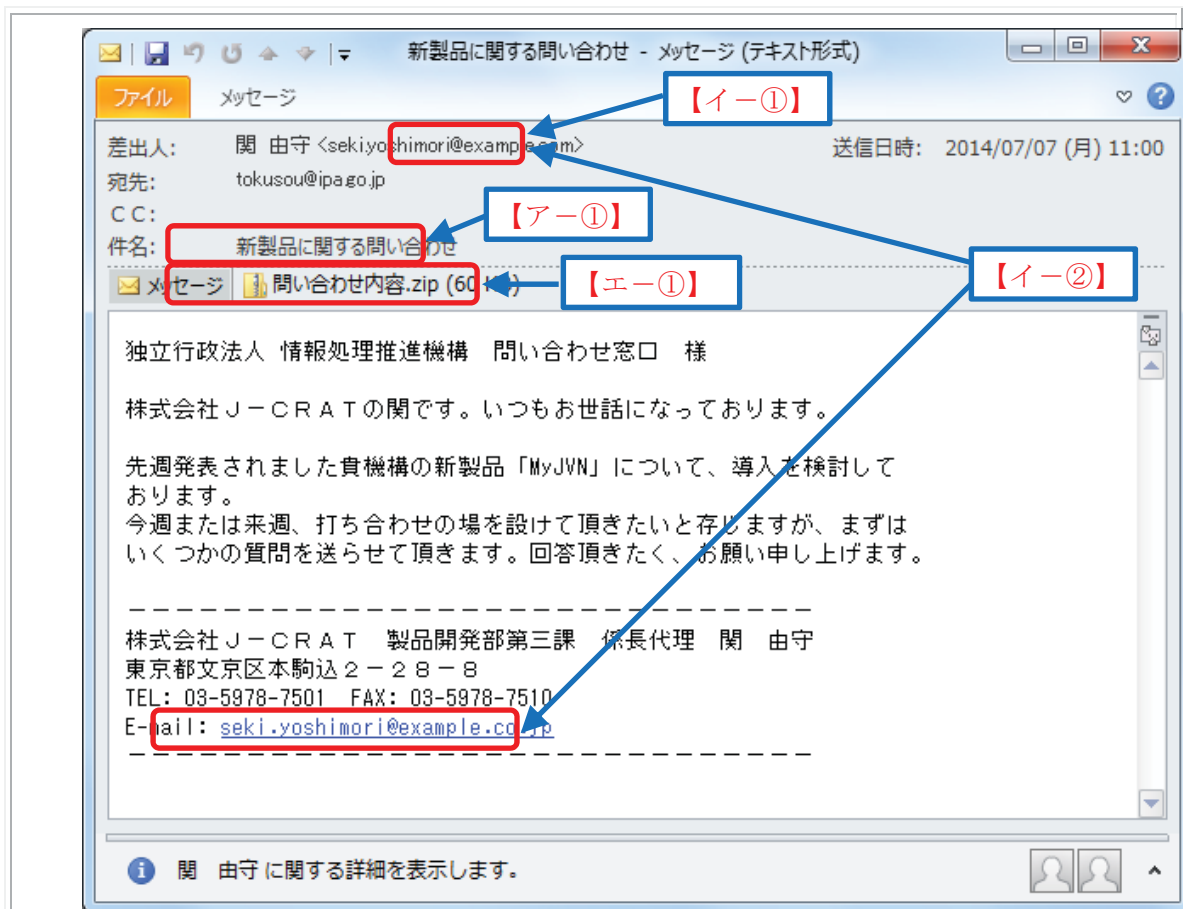 新製品に関する問い合わせ - メッセージ (テキスト形式)
ファイル メッセージ
【イー①】
差出人: 関 由守 <seki.yoshimori@example.com> 送信日時: 2014/07/07 (月) 11:00
宛先: tokusou@ipa.go.jp
CC:
【アー①】
件名: 新製品に関する問い合わせ
【イー②】
メッセージ 問い合わせ内容.zip (60 KB)
【エー①】
独立行政法人 情報処理推進機構 問い合わせ窓口 様
株式会社J-CRATの関です。いつもお世話になっております。
先週発表されました貴機構の新製品「MyJVN」について、導入を検討して
おります。
今週または来週、打ち合わせの場を設けて頂きたいと存じますが、まずは
いくつかの質問を送らせて頂きます。回答頂きたく、お願い申し上げます。
－－－－－－－－－－－－－－－－－－－－－－－－－－－－－
株式会社J-CRAT 製品開発部第三課 係長代理 関 由守
東京都文京区本駒込２－２８－８
TEL: 03-5978-7501 FAX: 03-5978-7510
E-mail: seki.yoshimori@example.co.jp
－－－－－－－－－－－－－－－－－－－－－－－－－－－－－
関 由守 に関する詳細を表示します。